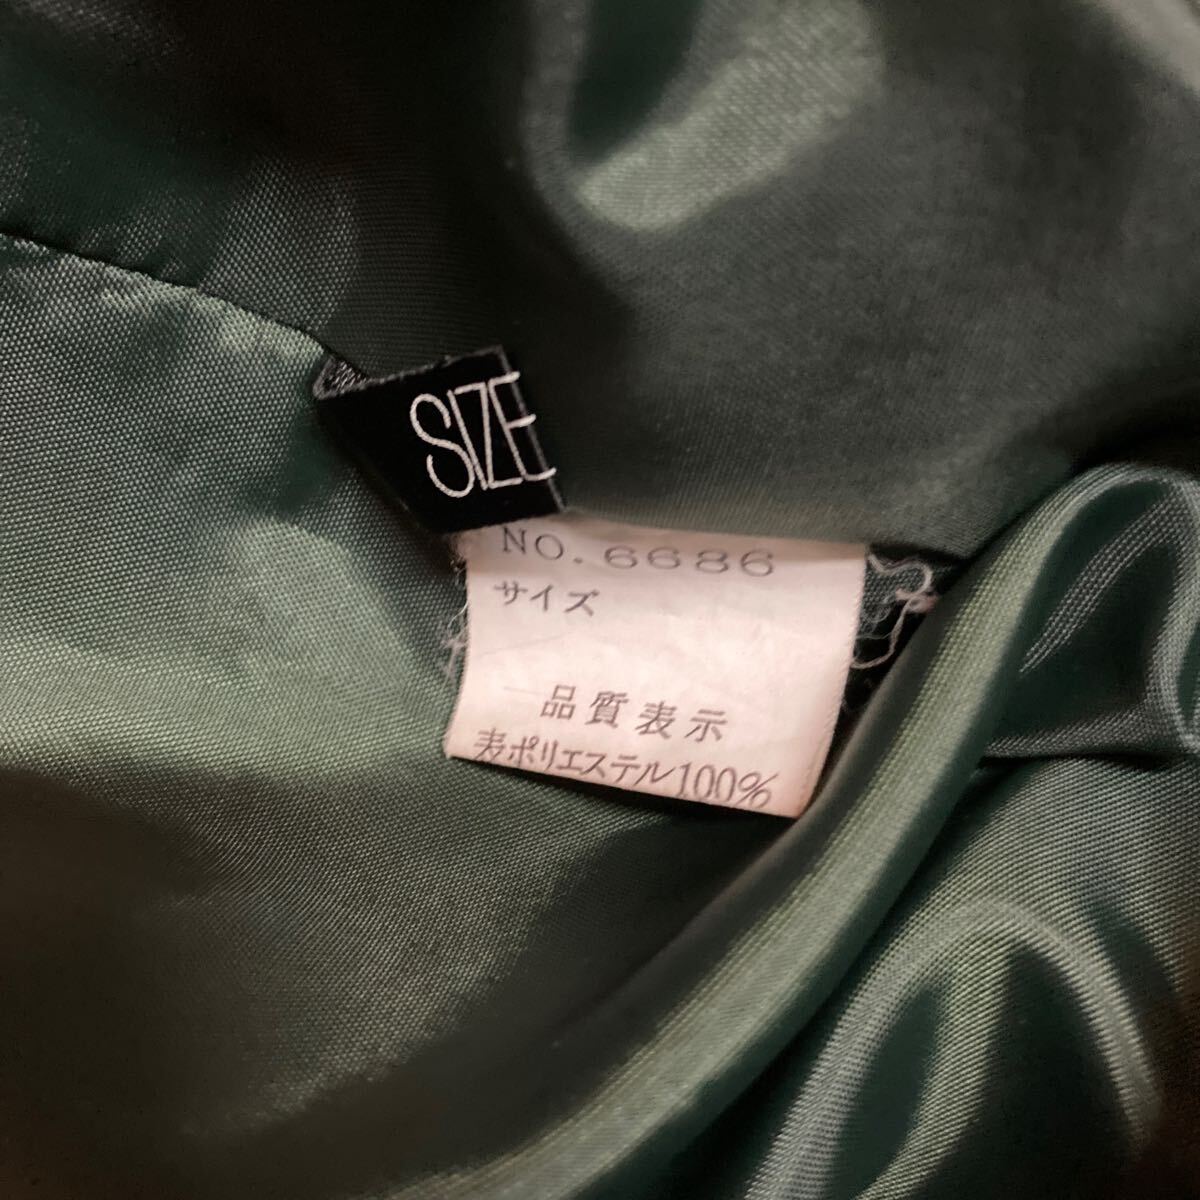 SIZE
NO.6686
サイズ
品質表示
表ポリエステル100%